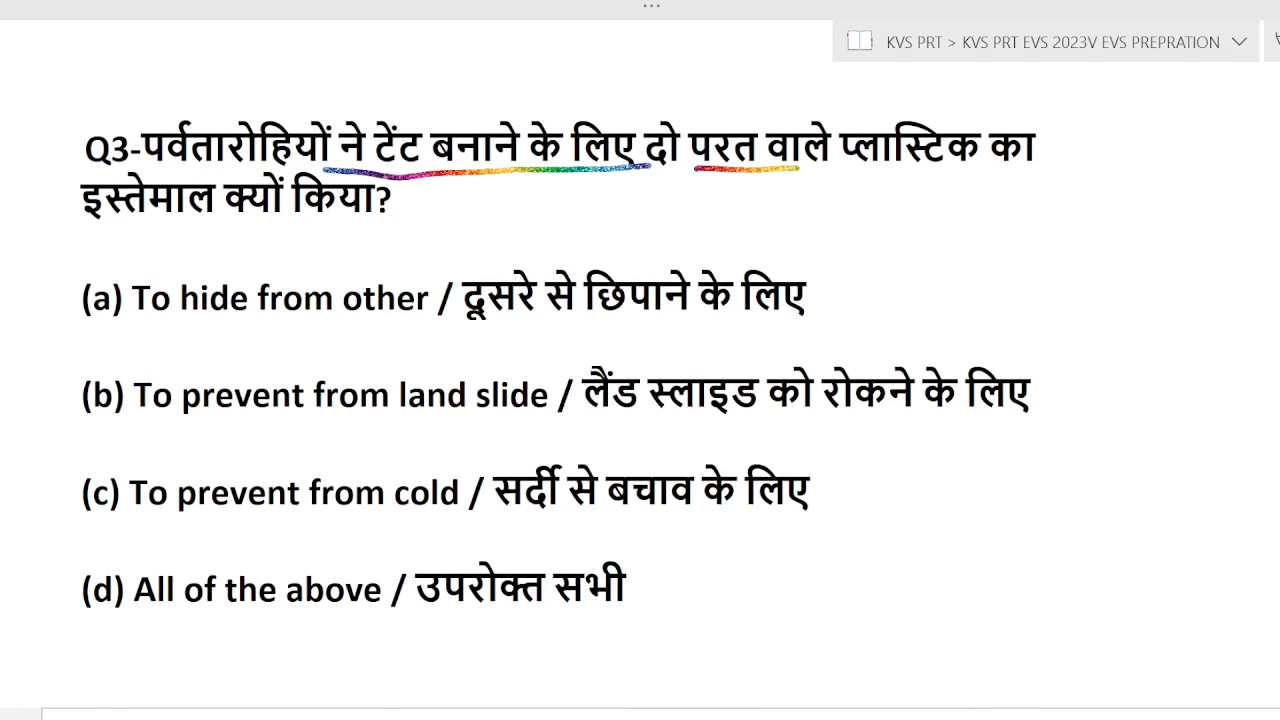 KVS PRT > KVS PRT EVS 2023V EVS PREPRATION
Q3-पर्वतारोहियों ने टेंट बनाने के लिए दो परत वाले प्लास्टिक का
इस्तेमाल क्यों किया?
(a) To hide from other / दूसरे से छिपाने के लिए
(b) To prevent from land slide / लैंड स्लाइड को रोकने के लिए
(c) To prevent from cold / सर्दी से बचाव के लिए
(d) All of the above / उपरोक्त सभी